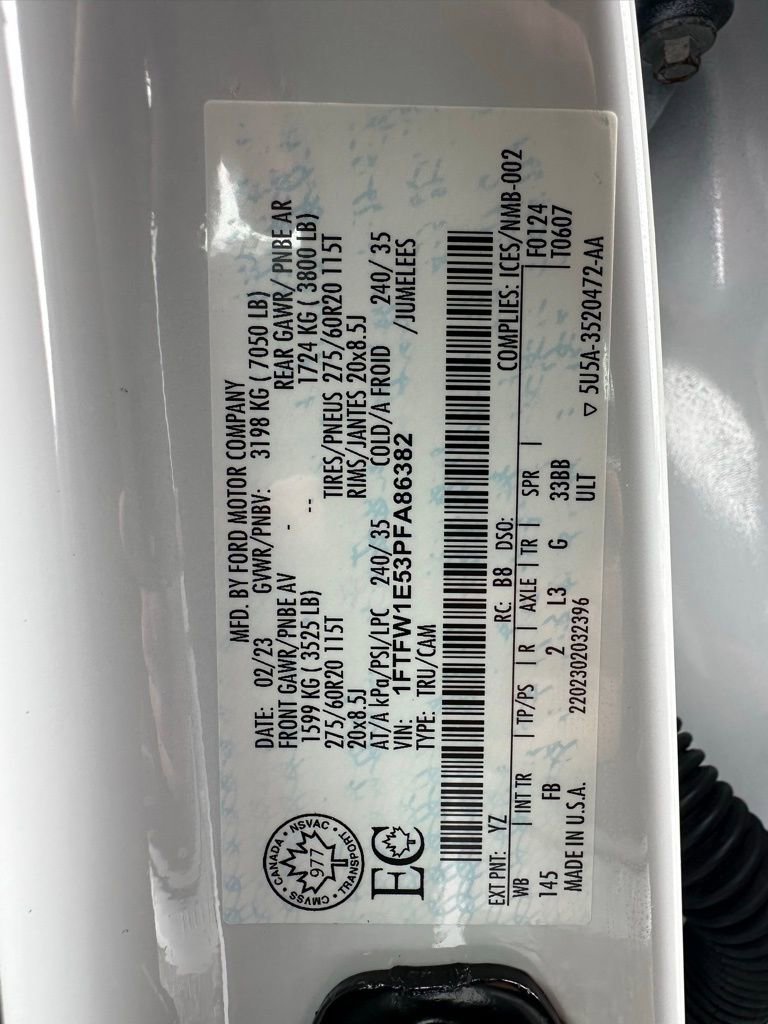 MFD. BY FORD MOTOR COMPANY
DATE: 02/23 GVWR/PNBV: 3198 KG ( 7050 LB)
FRONT GAWR/PNBE AV - REAR GAWR/ PNBE AR
1599 KG ( 3525 LB) -- 1724 KG ( 3800 LB)
275/60R20 115T TIRES/PNEUS 275/60R20 115T
20x8.5J RIMS/JANTES 20x8.5J
AT/A kPa/PSI/LPC 240/ 35 COLD/A FROID 240/ 35
VIN: 1FTFW1E53PFA86382 /JUMELEES
TYPE: TRU/CAM
CMVSS • CANADA • NSVAC • TRANSPORT •
977
EC
EXT PNT: YZ RC: B8 DSO: COMPLIES: ICES/NMB-002
WB | INT TR | TP/PS | R | AXLE | TR | SPR | F0124
145 FB 2 L3 G 33BB T0607
MADE IN U.S.A. 2202302032396 ULT ▽ 5U5A-3520472-AA